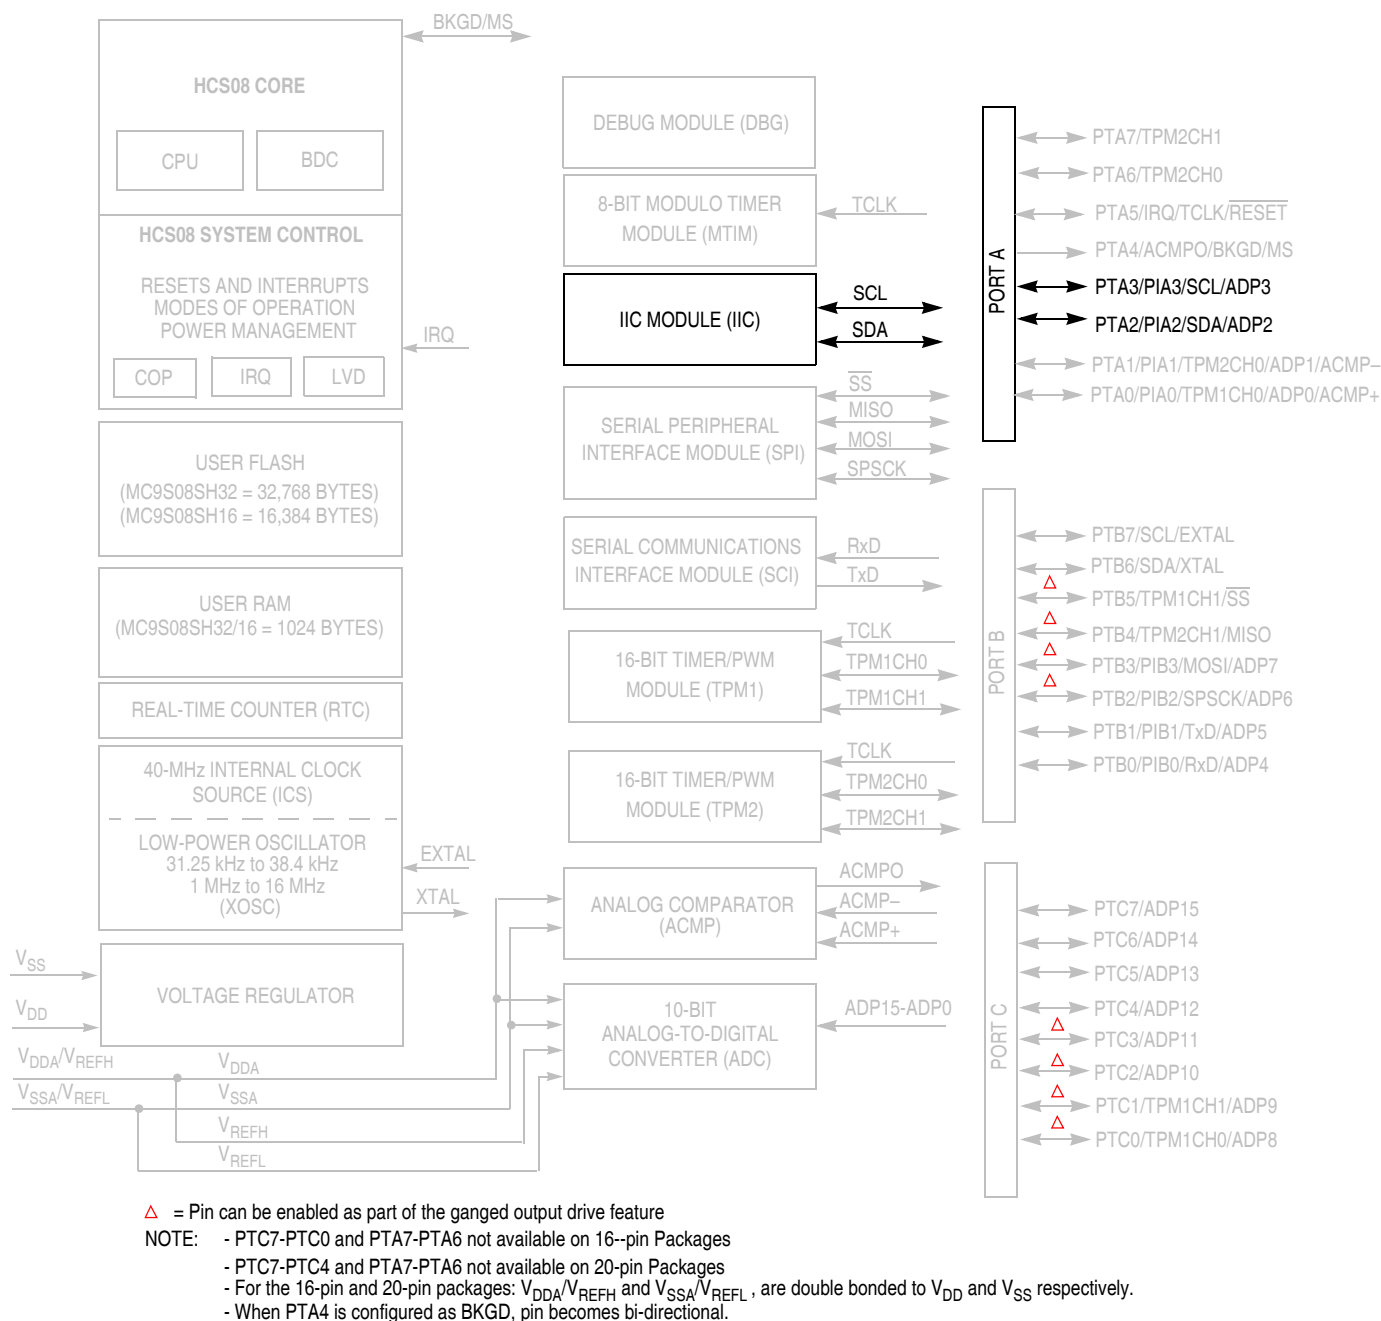 BKGD/MS
HCS08 CORE
CPU
BDC
HCS08 SYSTEM CONTROL
RESETS AND INTERRUPTS
MODES OF OPERATION
POWER MANAGEMENT
IRQ
COP
IRQ
LVD
USER FLASH
(MC9S08SH32 = 32,768 BYTES)
(MC9S08SH16 = 16,384 BYTES)
USER RAM
(MC9S08SH32/16 = 1024 BYTES)
REAL-TIME COUNTER (RTC)
40-MHz INTERNAL CLOCK
SOURCE (ICS)
LOW-POWER OSCILLATOR
31.25 kHz to 38.4 kHz
1 MHz to 16 MHz
(XOSC)
EXTAL
XTAL
VSS
VDD
VOLTAGE REGULATOR
VDDA/VREFH
VSSA/VREFL
VDDA
VSSA
VREFH
VREFL
DEBUG MODULE (DBG)
8-BIT MODULO TIMER
MODULE (MTIM)
TCLK
IIC MODULE (IIC)
SCL
SDA
SERIAL PERIPHERAL
INTERFACE MODULE (SPI)
SS
MISO
MOSI
SPSCK
SERIAL COMMUNICATIONS
INTERFACE MODULE (SCI)
RxD
TxD
16-BIT TIMER/PWM
MODULE (TPM1)
TCLK
TPM1CH0
TPM1CH1
16-BIT TIMER/PWM
MODULE (TPM2)
TCLK
TPM2CH0
TPM2CH1
ANALOG COMPARATOR
(ACMP)
ACMPO
ACMP–
ACMP+
10-BIT
ANALOG-TO-DIGITAL
CONVERTER (ADC)
ADP15-ADP0
PORT A
PTA7/TPM2CH1
PTA6/TPM2CH0
PTA5/IRQ/TCLK/RESET
PTA4/ACMPO/BKGD/MS
PTA3/PIA3/SCL/ADP3
PTA2/PIA2/SDA/ADP2
PTA1/PIA1/TPM2CH0/ADP1/ACMP–
PTA0/PIA0/TPM1CH0/ADP0/ACMP+
PORT B
PTB7/SCL/EXTAL
PTB6/SDA/XTAL
PTB5/TPM1CH1/SS
PTB4/TPM2CH1/MISO
PTB3/PIB3/MOSI/ADP7
PTB2/PIB2/SPSCK/ADP6
PTB1/PIB1/TxD/ADP5
PTB0/PIB0/RxD/ADP4
PORT C
PTC7/ADP15
PTC6/ADP14
PTC5/ADP13
PTC4/ADP12
PTC3/ADP11
PTC2/ADP10
PTC1/TPM1CH1/ADP9
PTC0/TPM1CH0/ADP8
△ = Pin can be enabled as part of the ganged output drive feature
NOTE: - PTC7-PTC0 and PTA7-PTA6 not available on 16--pin Packages
- PTC7-PTC4 and PTA7-PTA6 not available on 20-pin Packages
- For the 16-pin and 20-pin packages: VDDA/VREFH and VSSA/VREFL , are double bonded to VDD and VSS respectively.
- When PTA4 is configured as BKGD, pin becomes bi-directional.